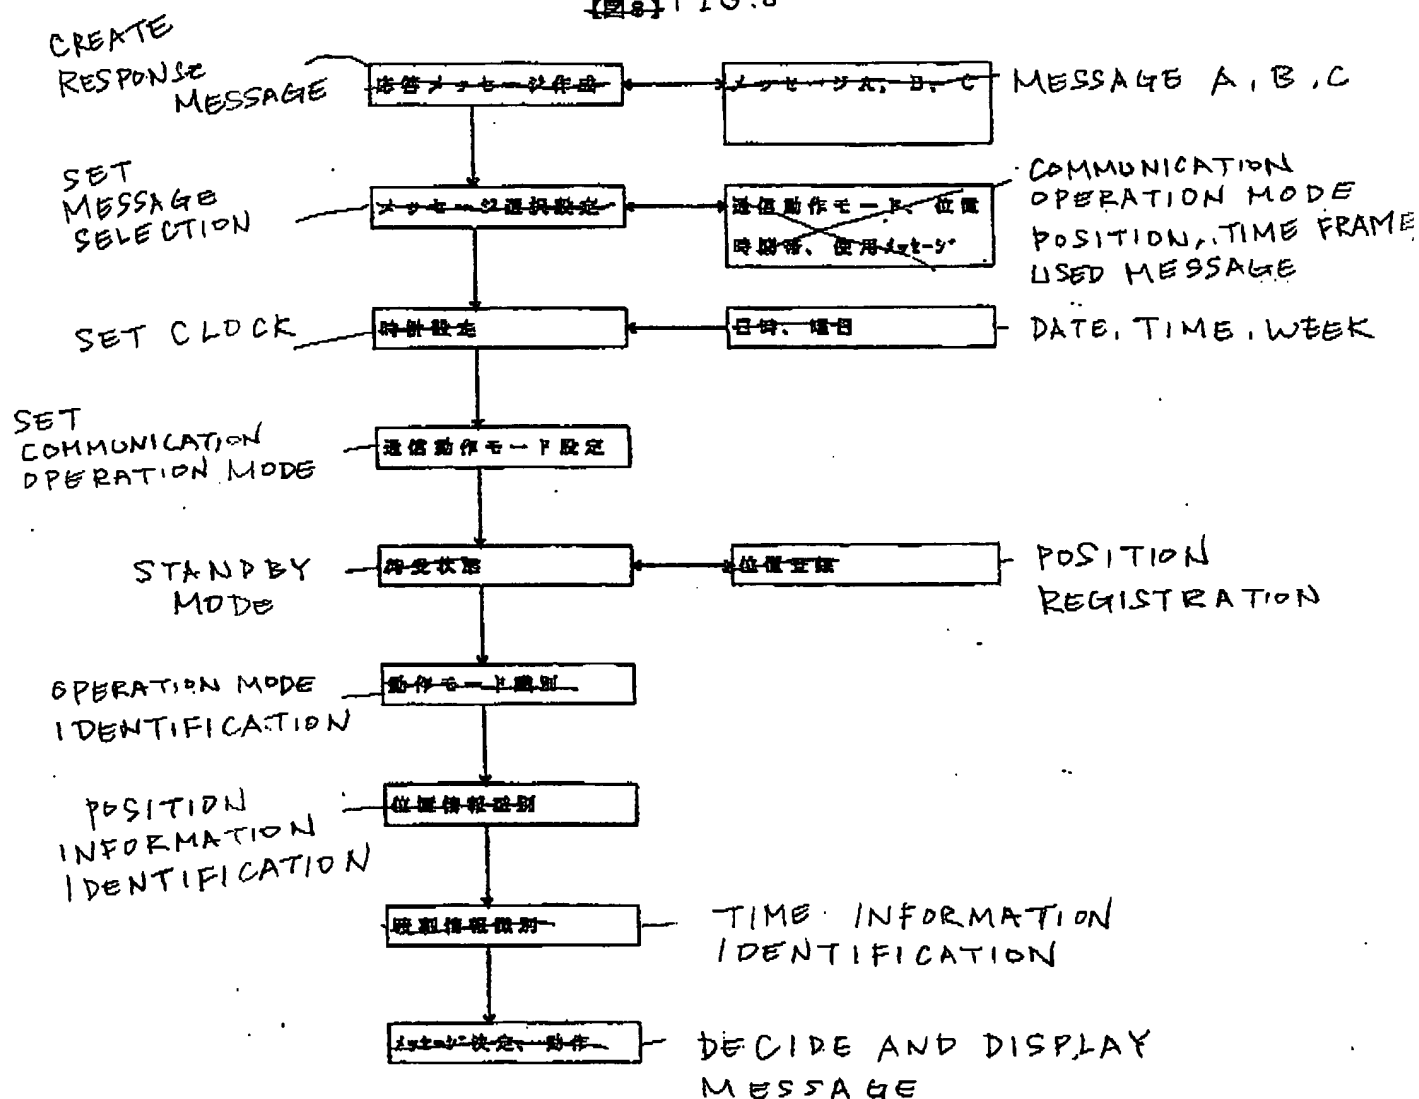 【図8】FIG.8
CREATE
RESPONSE
MESSAGE
応答メッセージ作成
メッセージA、B、C
MESSAGE A, B, C
SET
MESSAGE
SELECTION
メッセージ選択設定
通信動作モード、位置
時間帯、使用メッセージ
COMMUNICATION
OPERATION MODE
POSITION, TIME FRAME
USED MESSAGE
SET CLOCK
時計設定
日時、曜日
DATE, TIME, WEEK
SET
COMMUNICATION
OPERATION MODE
通信動作モード設定
STANDBY
MODE
待受状態
位置登録
POSITION
REGISTRATION
OPERATION MODE
IDENTIFICATION
動作モード識別
POSITION
INFORMATION
IDENTIFICATION
位置情報識別
時刻情報識別
TIME INFORMATION
IDENTIFICATION
メッセージ決定、動作
DECIDE AND DISPLAY
MESSAGE